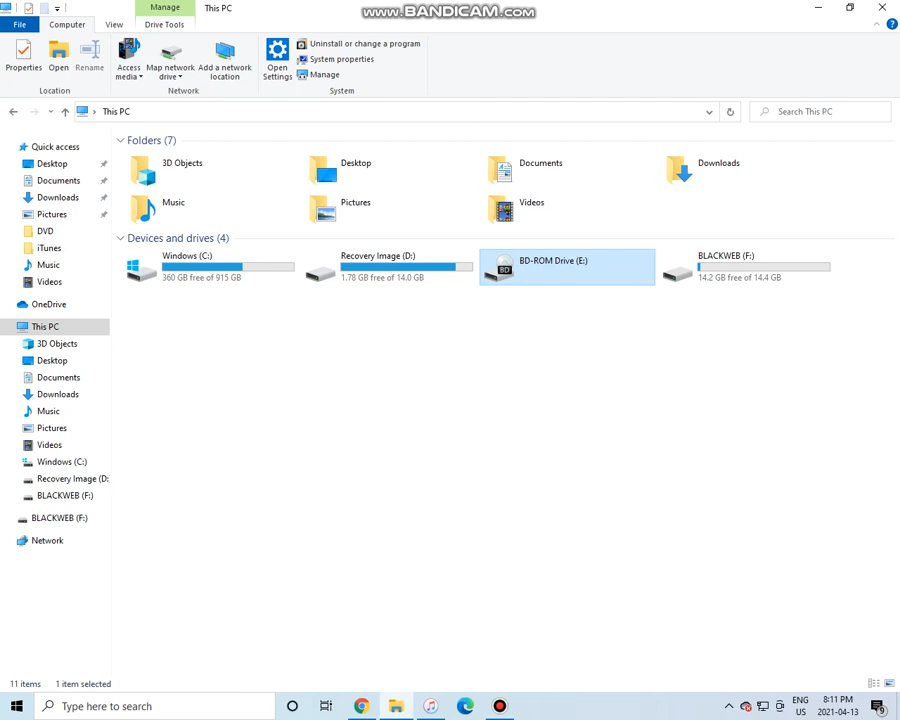 Manage
This PC
www.BANDICAM.com
File
Computer
View
Drive Tools
Properties
Open
Rename
Access media
Map network drive
Add a network location
Open Settings
Uninstall or change a program
System properties
Manage
Location
Network
System
This PC
Search This PC
Quick access
Desktop
Documents
Downloads
Pictures
DVD
iTunes
Music
Videos
OneDrive
This PC
3D Objects
Desktop
Documents
Downloads
Music
Pictures
Videos
Windows (C:)
Recovery Image (D:
BLACKWEB (F:)
BLACKWEB (F:)
Network
Folders (7)
3D Objects
Desktop
Documents
Downloads
Music
Pictures
Videos
Devices and drives (4)
Windows (C:)
360 GB free of 915 GB
Recovery Image (D:)
1.78 GB free of 14.0 GB
BD
BD-ROM Drive (E:)
BLACKWEB (F:)
14.2 GB free of 14.4 GB
11 items
1 item selected
Type here to search
ENG
US
8:11 PM
2021-04-13
9